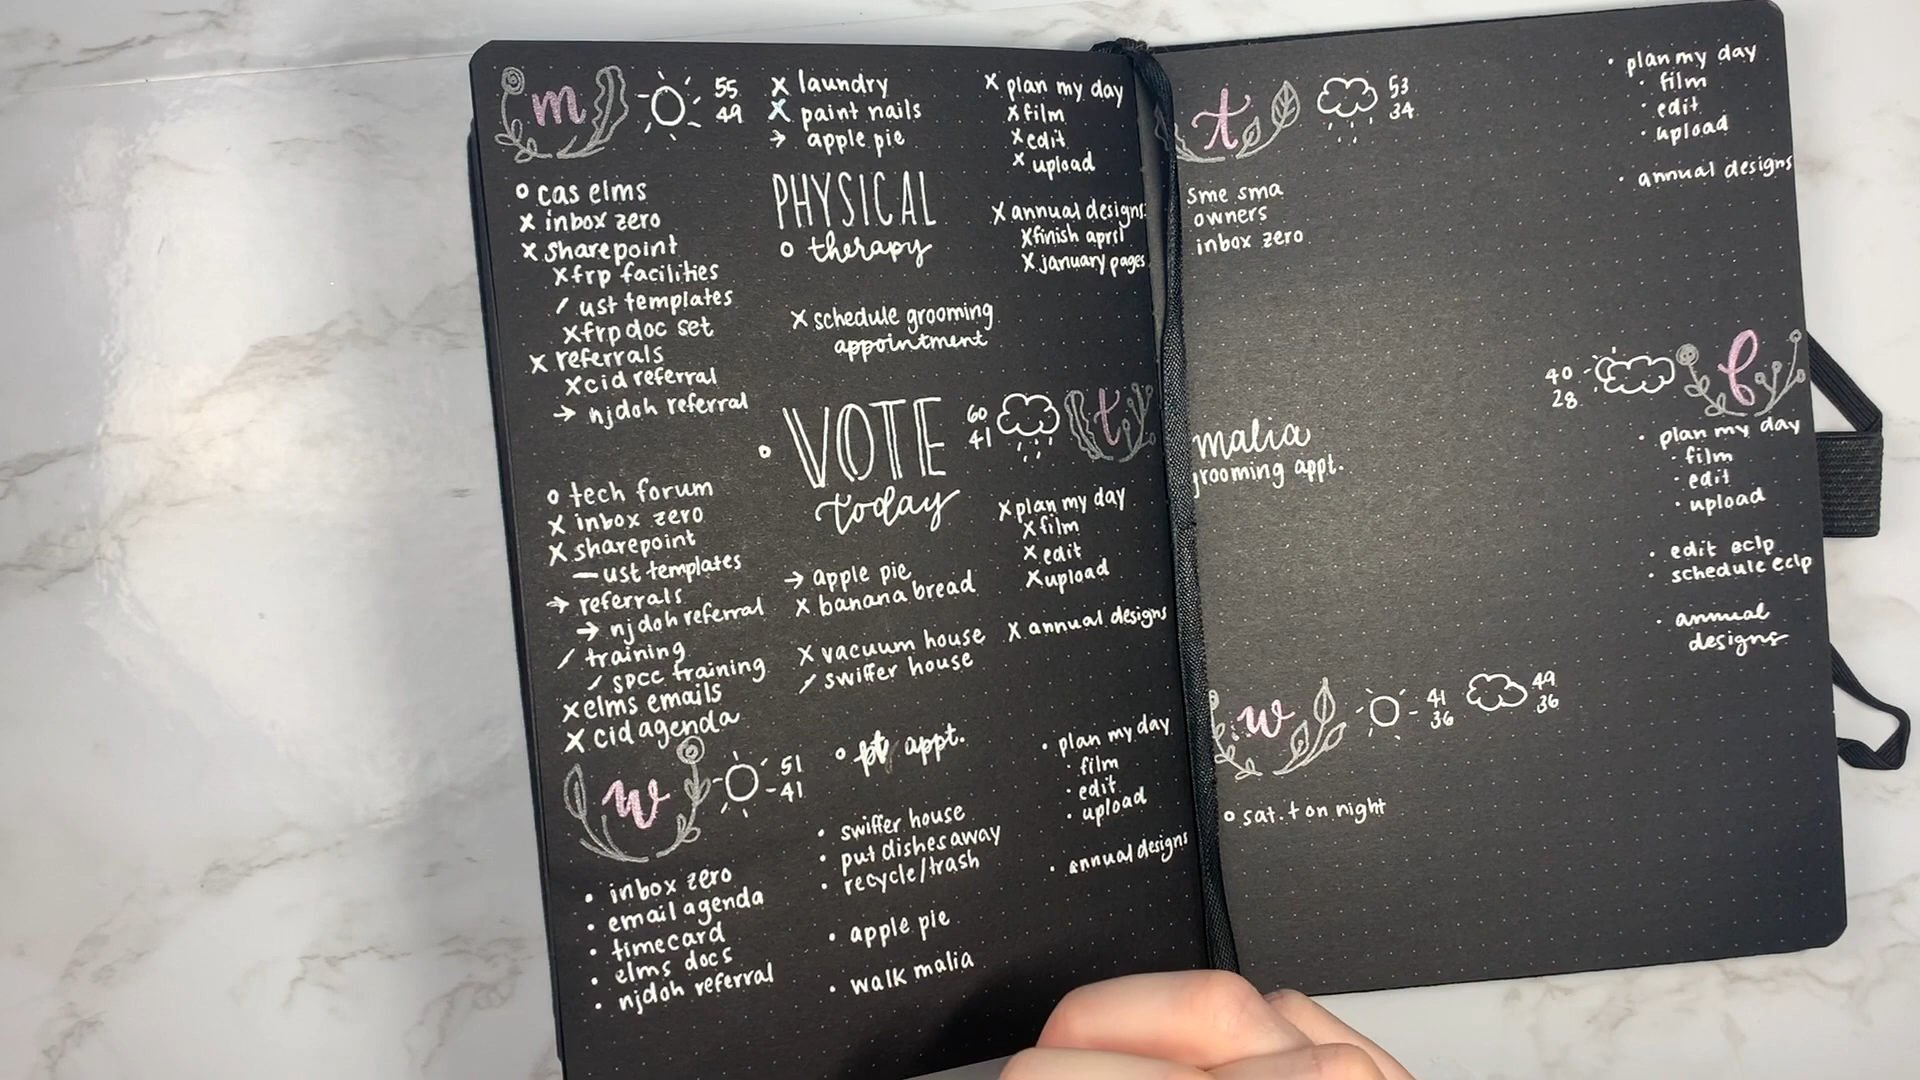 m
55
49
o cas elms
x inbox zero
x sharepoint
x frp facilities
/ ust templates
x frp doc set
x referrals
x cid referral
→ njdoh referral
x laundry
x paint nails
→ apple pie
PHYSICAL
o therapy
x schedule grooming
appointment
x plan my day
x film
x edit
x upload
x annual designs
x finish april
x january pages
o VOTE
today
60
41
t
o tech forum
x inbox zero
x sharepoint
— ust templates
→ referrals
→ njdoh referral
/ training
/ spcc training
x elms emails
x cid agenda
→ apple pie
x banana bread
x vacuum house
/ swiffer house
x plan my day
x film
x edit
x upload
x annual designs
w
51
41
• inbox zero
• email agenda
• timecard
• elms docs
• njdoh referral
o pt appt.
• swiffer house
• put dishes away
• recycle/trash
• apple pie
• walk malia
• plan my day
• film
• edit
• upload
• annual designs
t
53
34
sme sma
owners
inbox zero
• plan my day
• film
• edit
• upload
• annual designs
40
28
f
malia
grooming appt.
• plan my day
• film
• edit
• upload
• edit eclp
• schedule eclp
• annual
designs
w
41
36
49
36
o sat. t on night